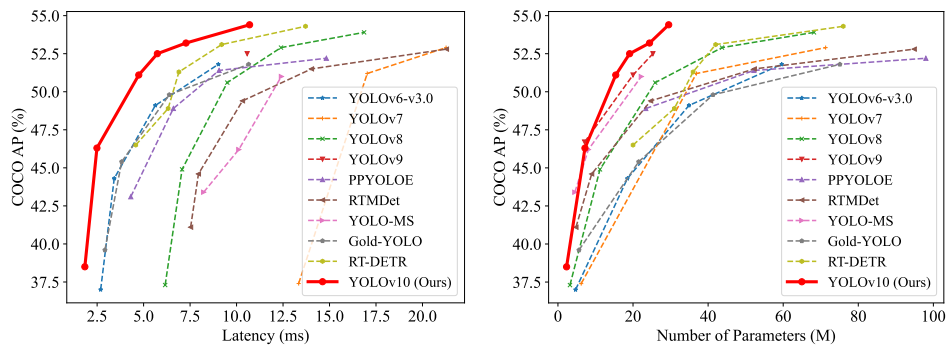 55.0
52.5
50.0
47.5
45.0
42.5
40.0
37.5
COCO AP (%)
2.5 5.0 7.5 10.0 12.5 15.0 17.5 20.0
Latency (ms)
YOLOv6-v3.0
YOLOv7
YOLOv8
YOLOv9
PPYOLOE
RTMDet
YOLO-MS
Gold-YOLO
RT-DETR
YOLOv10 (Ours)
55.0
52.5
50.0
47.5
45.0
42.5
40.0
37.5
COCO AP (%)
0 20 40 60 80 100
Number of Parameters (M)
YOLOv6-v3.0
YOLOv7
YOLOv8
YOLOv9
PPYOLOE
RTMDet
YOLO-MS
Gold-YOLO
RT-DETR
YOLOv10 (Ours)